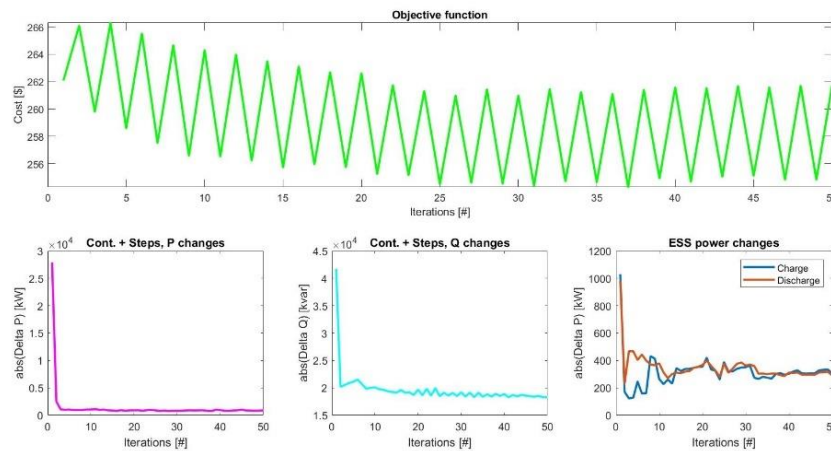 Objective function
266
264
262
260
258
256
Cost [$]
0 5 10 15 20 25 30 35 40 45 50
Iterations [#]
×10⁴ Cont. + Steps, P changes
3
2.5
2
1.5
1
0.5
0
abs(Delta P) [kW]
0 10 20 30 40 50
Iterations [#]
×10⁴ Cont. + Steps, Q changes
4.5
4
3.5
3
2.5
2
1.5
abs(Delta Q) [kvar]
0 10 20 30 40 50
Iterations [#]
ESS power changes
1200
1000
800
600
400
200
0
abs(Delta P) [kW]
Charge
Discharge
0 10 20 30 40 50
Iterations [#]